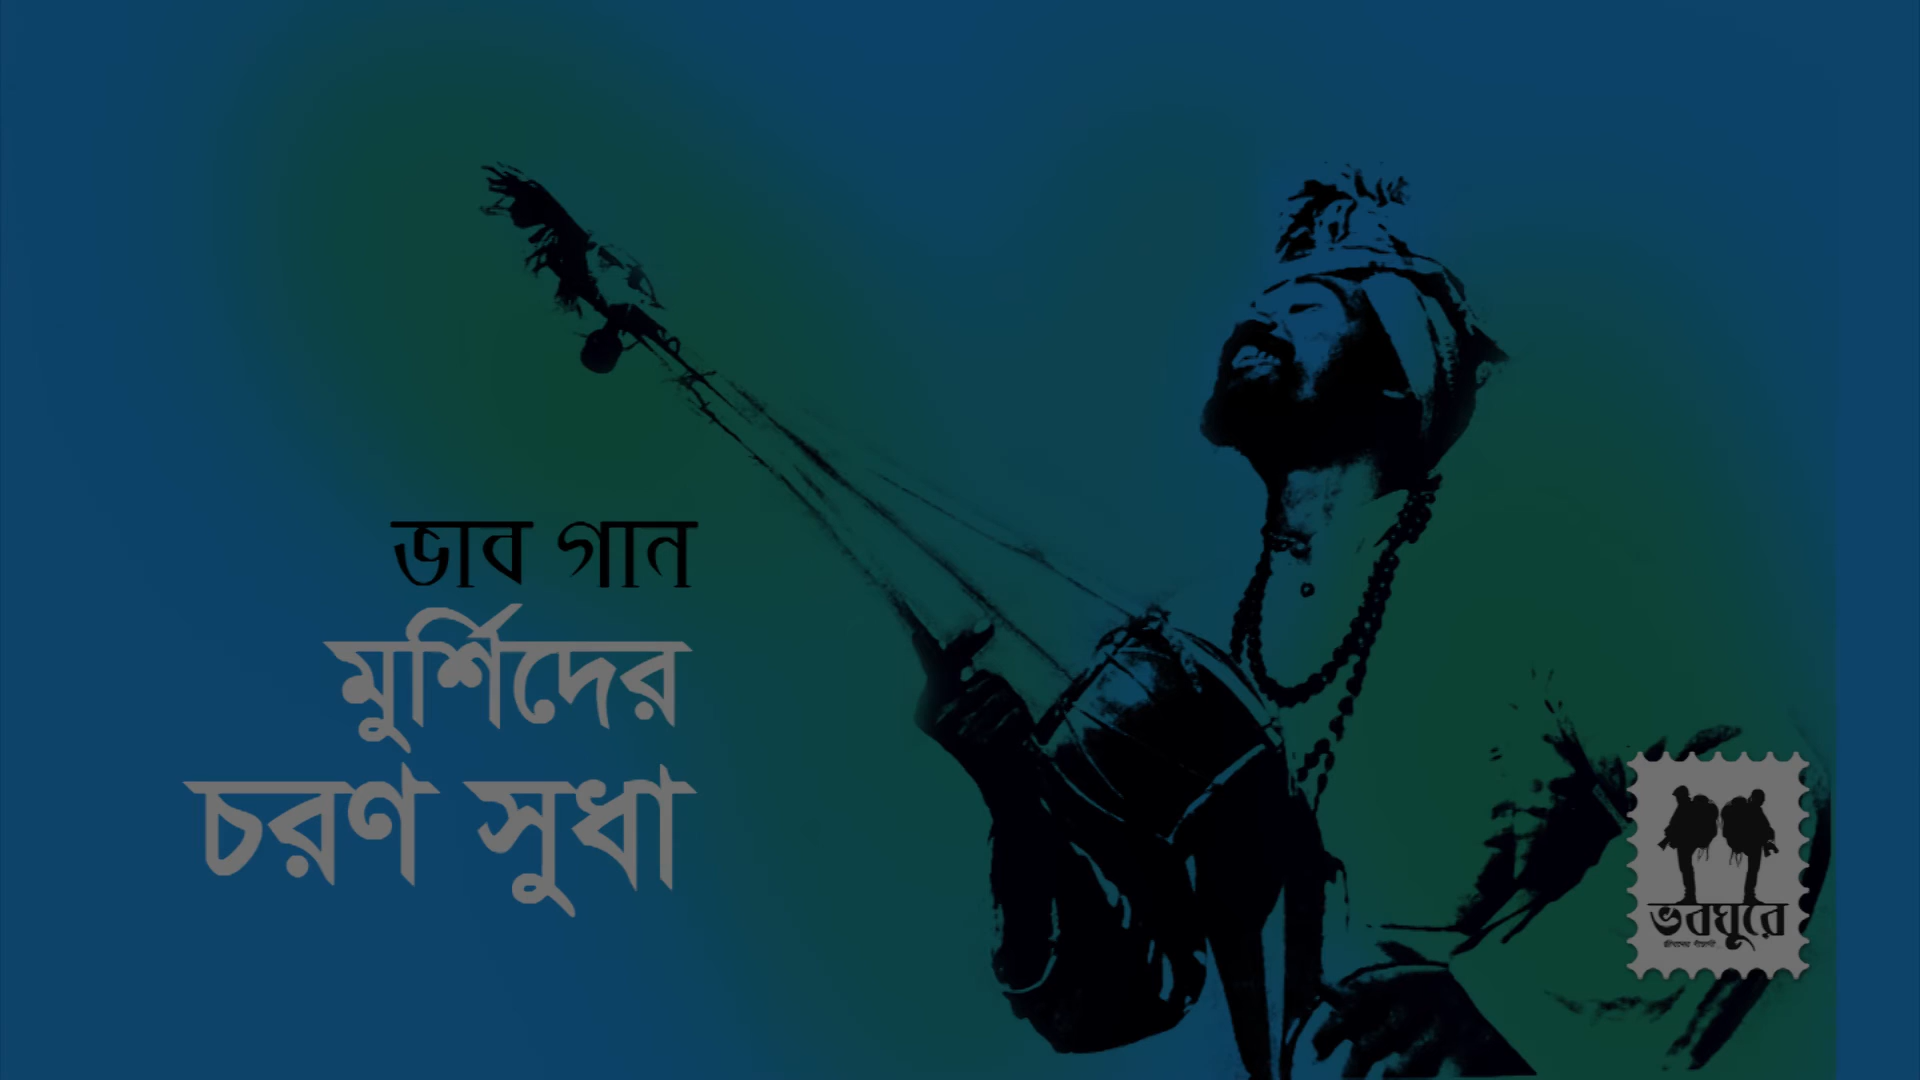 ভাব গান
মুর্শিদের
চরণ সুধা
ভবঘুরে